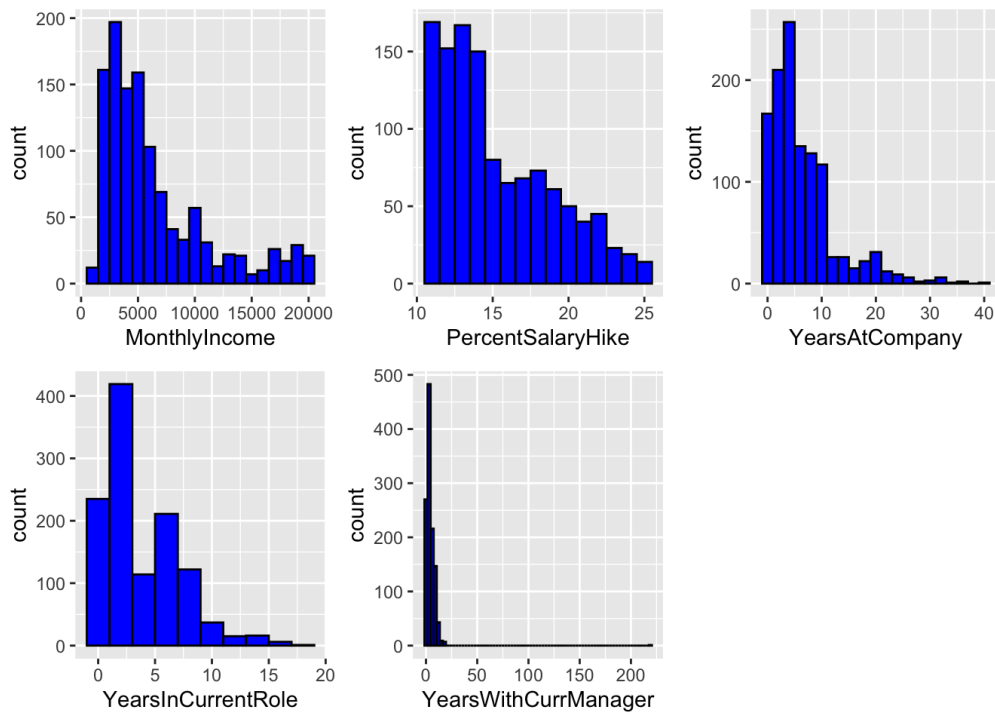 200
150
100
50
0
count
0 5000 10000 15000 20000
MonthlyIncome
150
100
50
0
count
10 15 20 25
PercentSalaryHike
200
100
0
count
0 10 20 30 40
YearsAtCompany
400
300
200
100
0
count
0 5 10 15 20
YearsInCurrentRole
500
400
300
200
100
0
count
0 50 100 150 200
YearsWithCurrManager